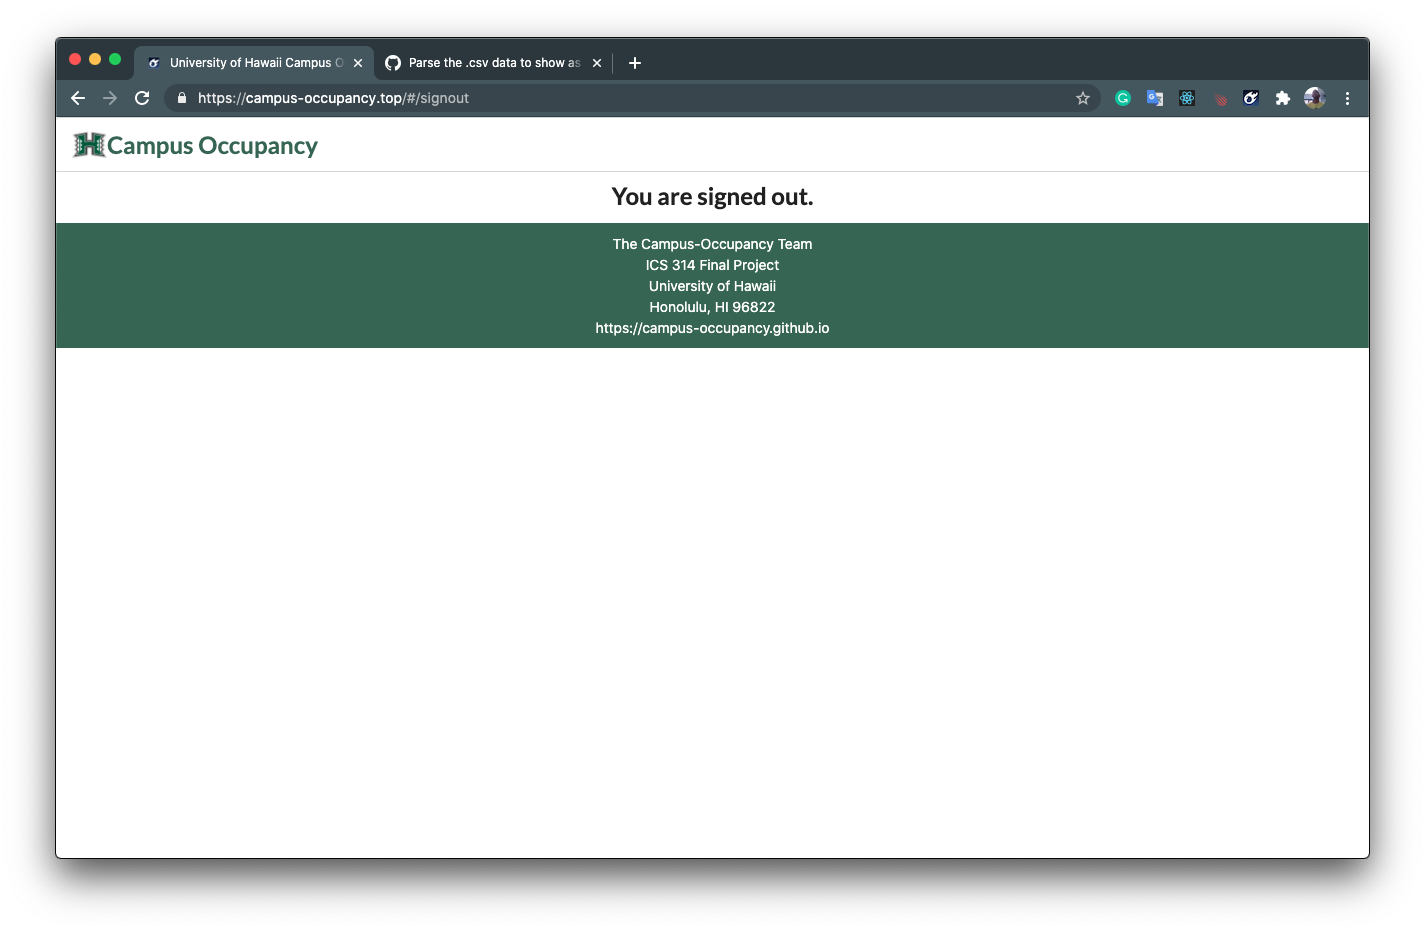 University of Hawaii Campus O
Parse the .csv data to show as
https://campus-occupancy.top/#/signout
H Campus Occupancy
You are signed out.
The Campus-Occupancy Team
ICS 314 Final Project
University of Hawaii
Honolulu, HI 96822
https://campus-occupancy.github.io